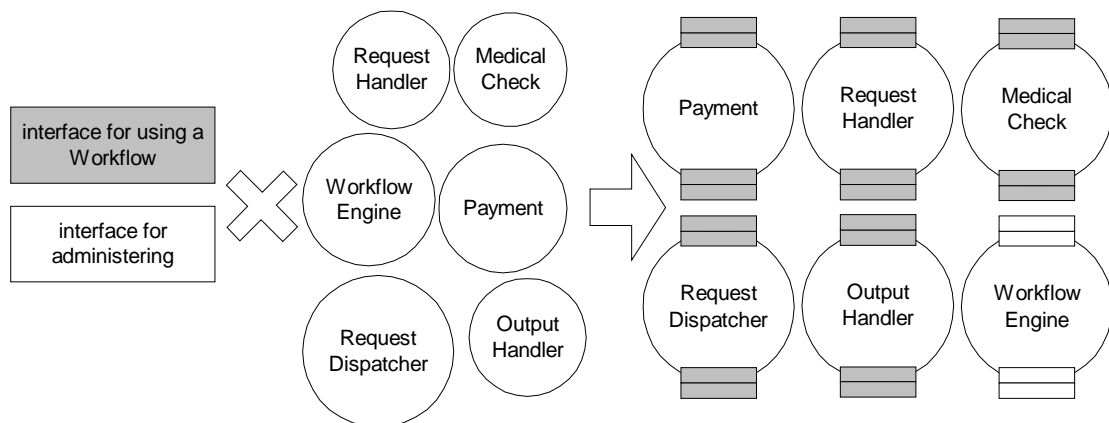 interface for using a
Workflow
interface for
administering
Request
Handler
Medical
Check
Workflow
Engine
Payment
Request
Dispatcher
Output
Handler
Payment
Request
Handler
Medical
Check
Request
Dispatcher
Output
Handler
Workflow
Engine